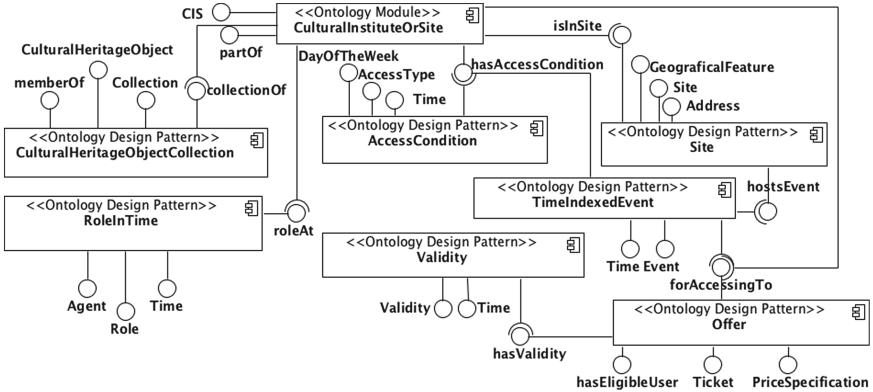 CIS
<<Ontology Module>>
CulturalInstituteOrSite
isInSite
partOf
CulturalHeritageObject
memberOf
Collection
collectionOf
DayOfTheWeek
AccessType
Time
hasAccessCondition
GeograficalFeature
Site
Address
<<Ontology Design Pattern>>
CulturalHeritageObjectCollection
<<Ontology Design Pattern>>
AccessCondition
<<Ontology Design Pattern>>
Site
<<Ontology Design Pattern>>
RoleInTime
roleAt
<<Ontology Design Pattern>>
TimeIndexedEvent
hostsEvent
<<Ontology Design Pattern>>
Validity
Time
Event
forAccessingTo
Agent
Role
Time
Validity
Time
<<Ontology Design Pattern>>
Offer
hasValidity
hasEligibleUser
Ticket
PriceSpecification